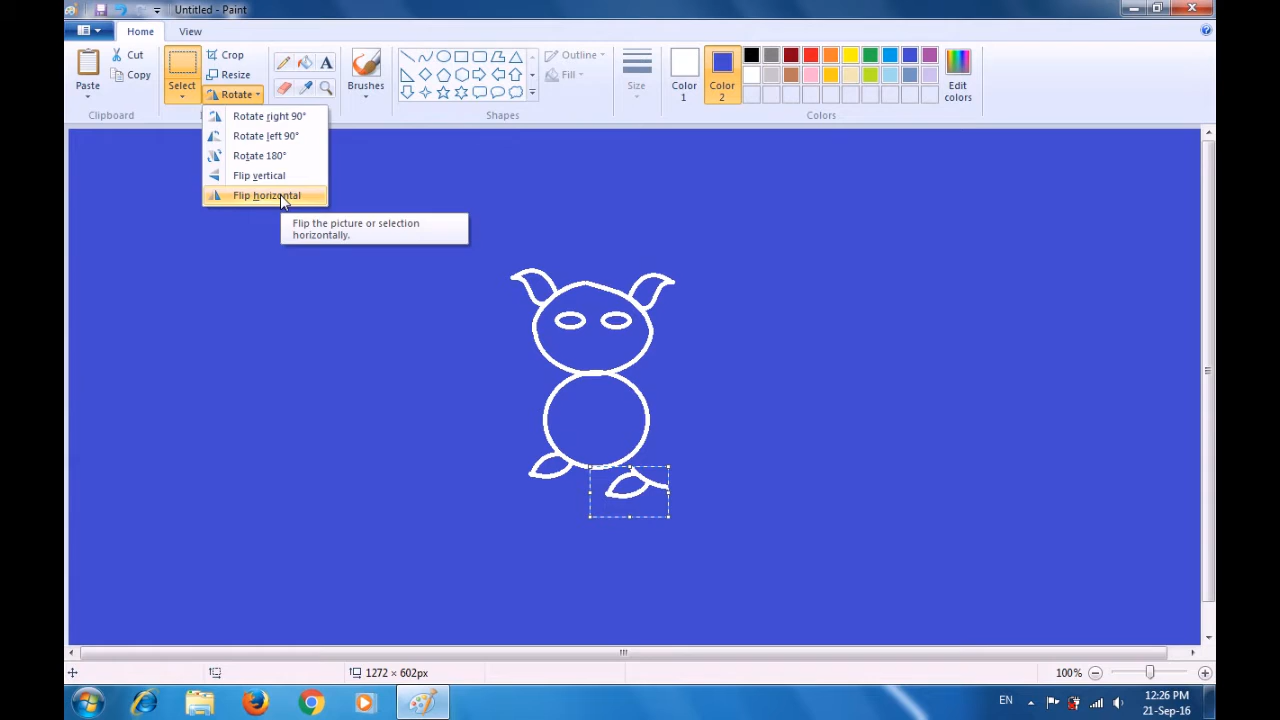 Untitled - Paint
Home View
Paste
Cut
Copy
Clipboard
Select
Crop
Resize
Rotate
A
Brushes
Shapes
Outline
Fill
Size
Color 1
Color 2
Edit colors
Colors
Rotate right 90°
Rotate left 90°
Rotate 180°
Flip vertical
Flip horizontal
Flip the picture or selection
horizontally.
1272 × 602px
100%
EN
12:26 PM
21-Sep-16